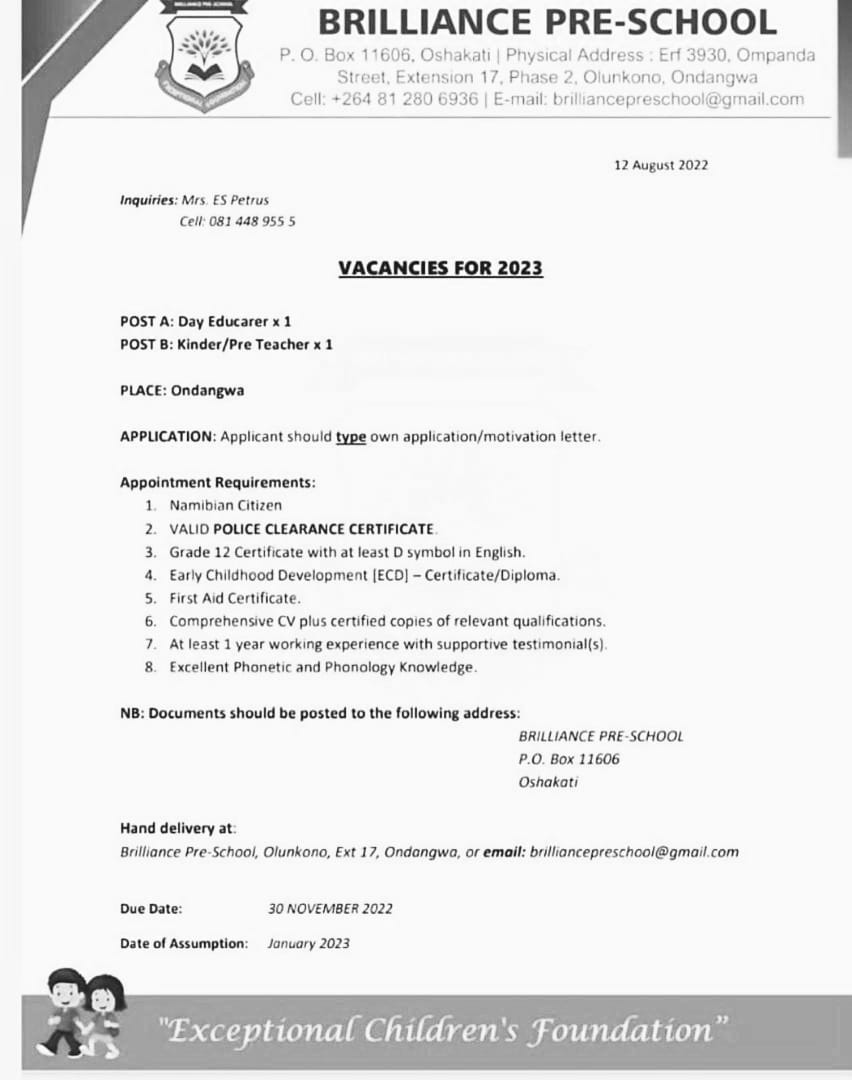 BRILLIANCE PRE-SCHOOL
BRILLIANCE PRE-SCHOOL
P. O. Box 11606, Oshakati | Physical Address : Erf 3930, Ompanda
Street, Extension 17, Phase 2, Olunkono, Ondangwa
Cell: +264 81 280 6936 | E-mail: brilliancepreschool@gmail.com
EXCEPTIONAL FOUNDATION
12 August 2022
Inquiries: Mrs. ES Petrus
Cell: 081 448 955 5
VACANCIES FOR 2023
POST A: Day Educarer x 1
POST B: Kinder/Pre Teacher x 1
PLACE: Ondangwa
APPLICATION: Applicant should type own application/motivation letter.
Appointment Requirements:
1. Namibian Citizen
2. VALID POLICE CLEARANCE CERTIFICATE.
3. Grade 12 Certificate with at least D symbol in English.
4. Early Childhood Development [ECD] – Certificate/Diploma.
5. First Aid Certificate.
6. Comprehensive CV plus certified copies of relevant qualifications.
7. At least 1 year working experience with supportive testimonial(s).
8. Excellent Phonetic and Phonology Knowledge.
NB: Documents should be posted to the following address:
BRILLIANCE PRE-SCHOOL
P.O. Box 11606
Oshakati
Hand delivery at:
Brilliance Pre-School, Olunkono, Ext 17, Ondangwa, or email: brilliancepreschool@gmail.com
Due Date: 30 NOVEMBER 2022
Date of Assumption: January 2023
"Exceptional Children's Foundation”